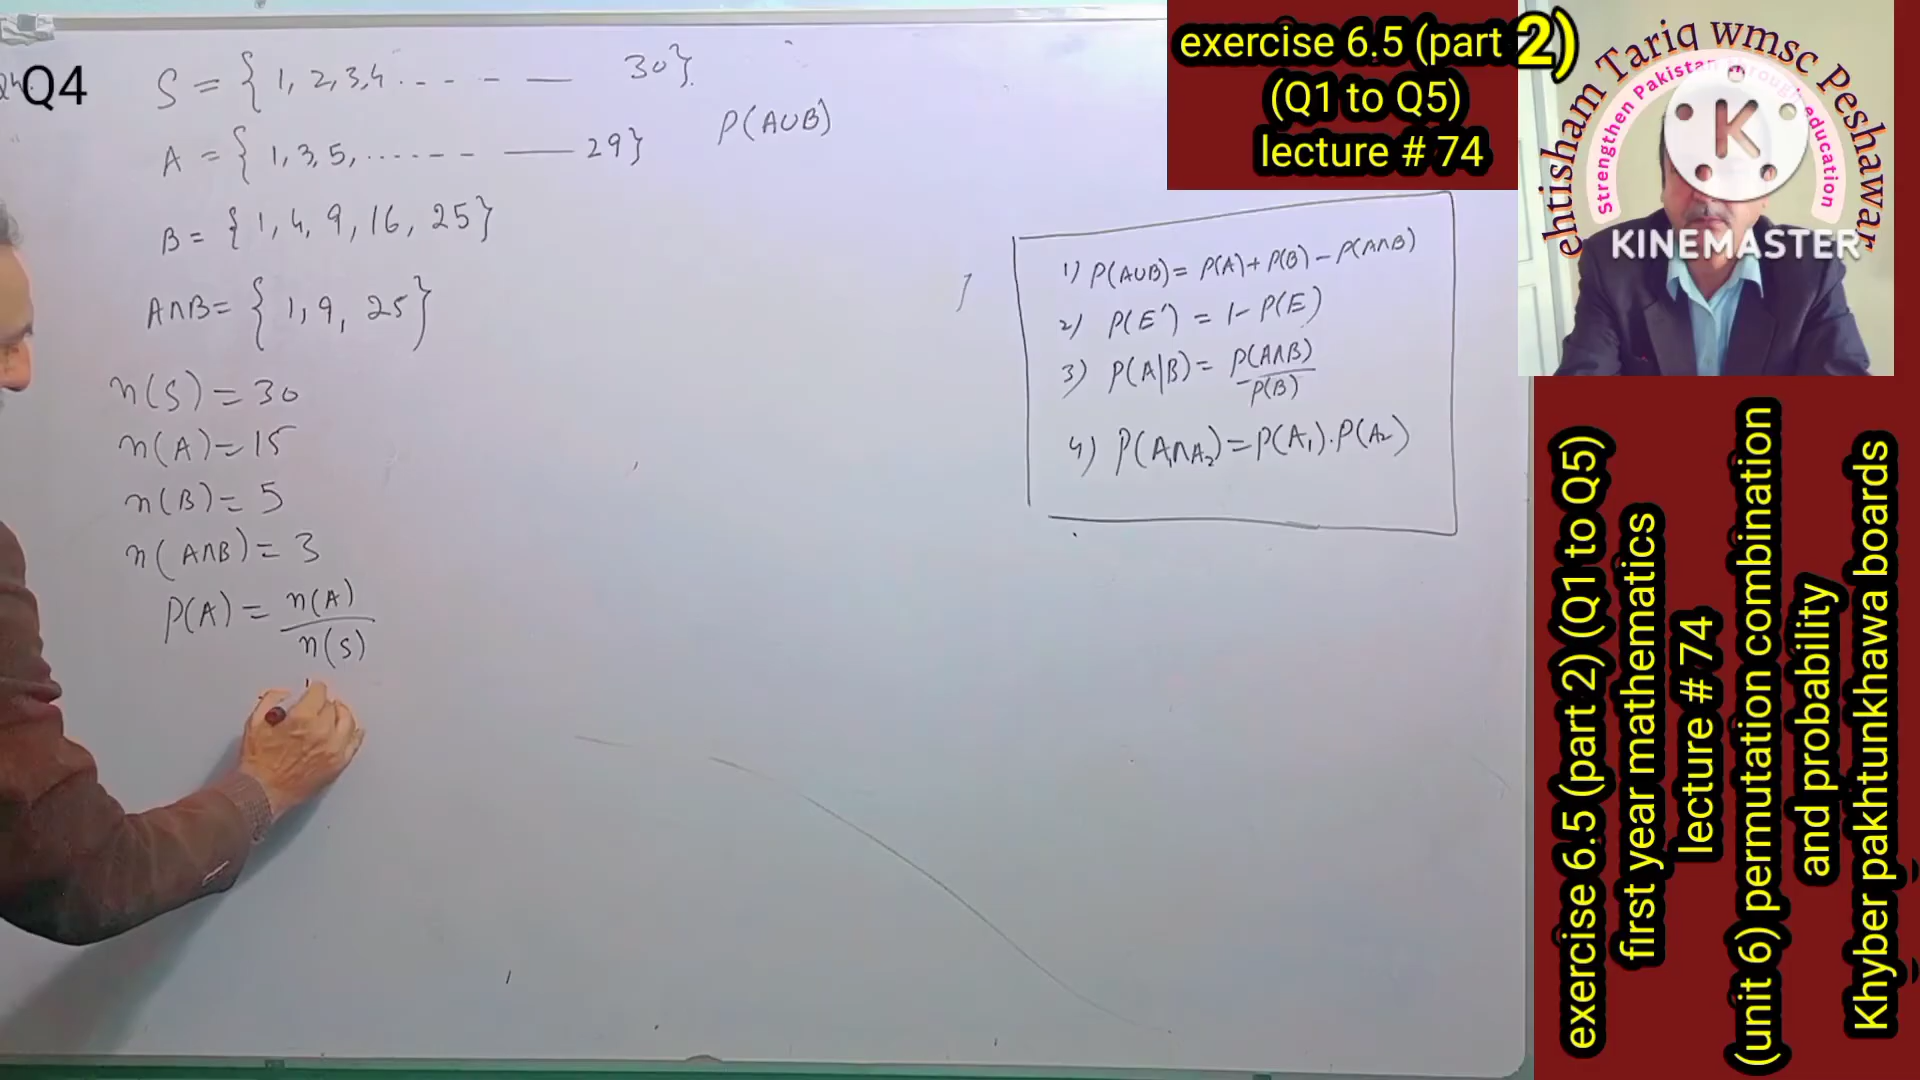 Q4
S = { 1, 2, 3, 4 ..- - - — 30}.
A = { 1, 3, 5, ...... - - —— 29}
P(A∪B)
B = { 1, 4, 9, 16, 25}
A∩B = { 1, 9, 25}
n(S) = 30
n(A) = 15
n(B) = 5
n(A∩B) = 3
P(A) = n(A)
n(S)
1) P(A∪B) = P(A) + P(B) - P(A∩B)
2) P(E') = 1 - P(E)
3) P(A|B) = P(A∩B)
P(B)
4) P(A₁∩A₂) = P(A₁).P(A₂)
exercise 6.5 (part 2)
(Q1 to Q5)
lecture # 74
ehtisham Tariq wmsc Peshawar
Strengthen Pakistan through education
K
KINEMASTER
exercise 6.5 (part 2) (Q1 to Q5)
first year mathematics
lecture # 74
(unit 6) permutation combination
and probability
Khyber pakhtunkhawa boards